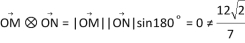 OM⃗ ⊗ ON⃗ = |OM⃗||ON⃗|sin180° = 0 ≠ 12√2/7